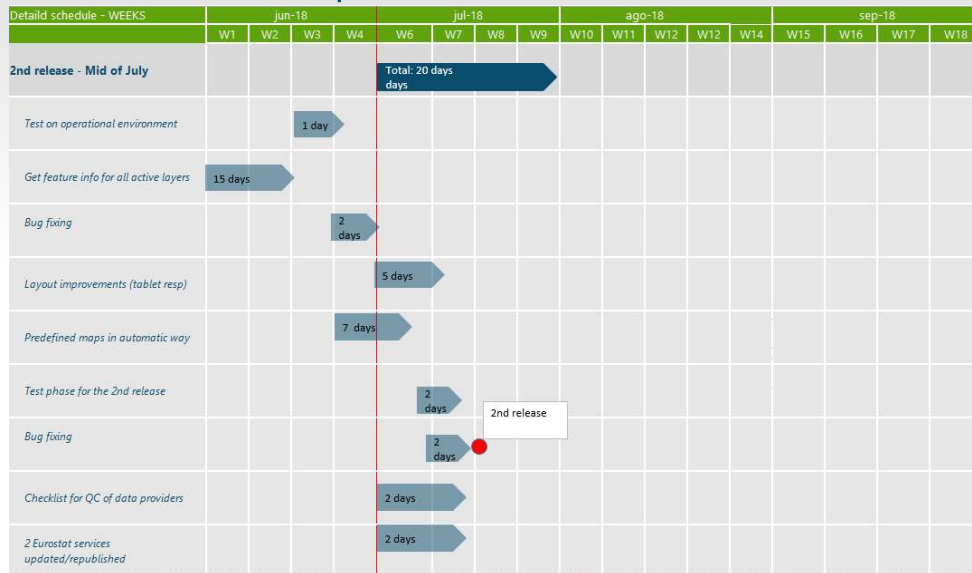 Detaild schedule - WEEKS jun-18 jul-18 ago-18 sep-18
W1 W2 W3 W4 W6 W7 W8 W9 W10 W11 W12 W12 W14 W15 W16 W17 W18
2nd release - Mid of July Total: 20 days
days
Test on operational environment 1 day
Get feature info for all active layers 15 days
Bug fixing 2
days
Layout improvements (tablet resp) 5 days
Predefined maps in automatic way 7 days
Test phase for the 2nd release 2
days
2nd release
Bug fixing 2
days
Checklist for QC of data providers 2 days
2 Eurostat services 2 days
updated/republished